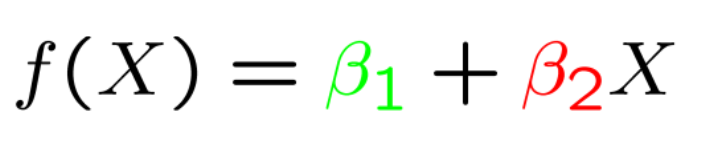 f(X) = β₁ + β₂X